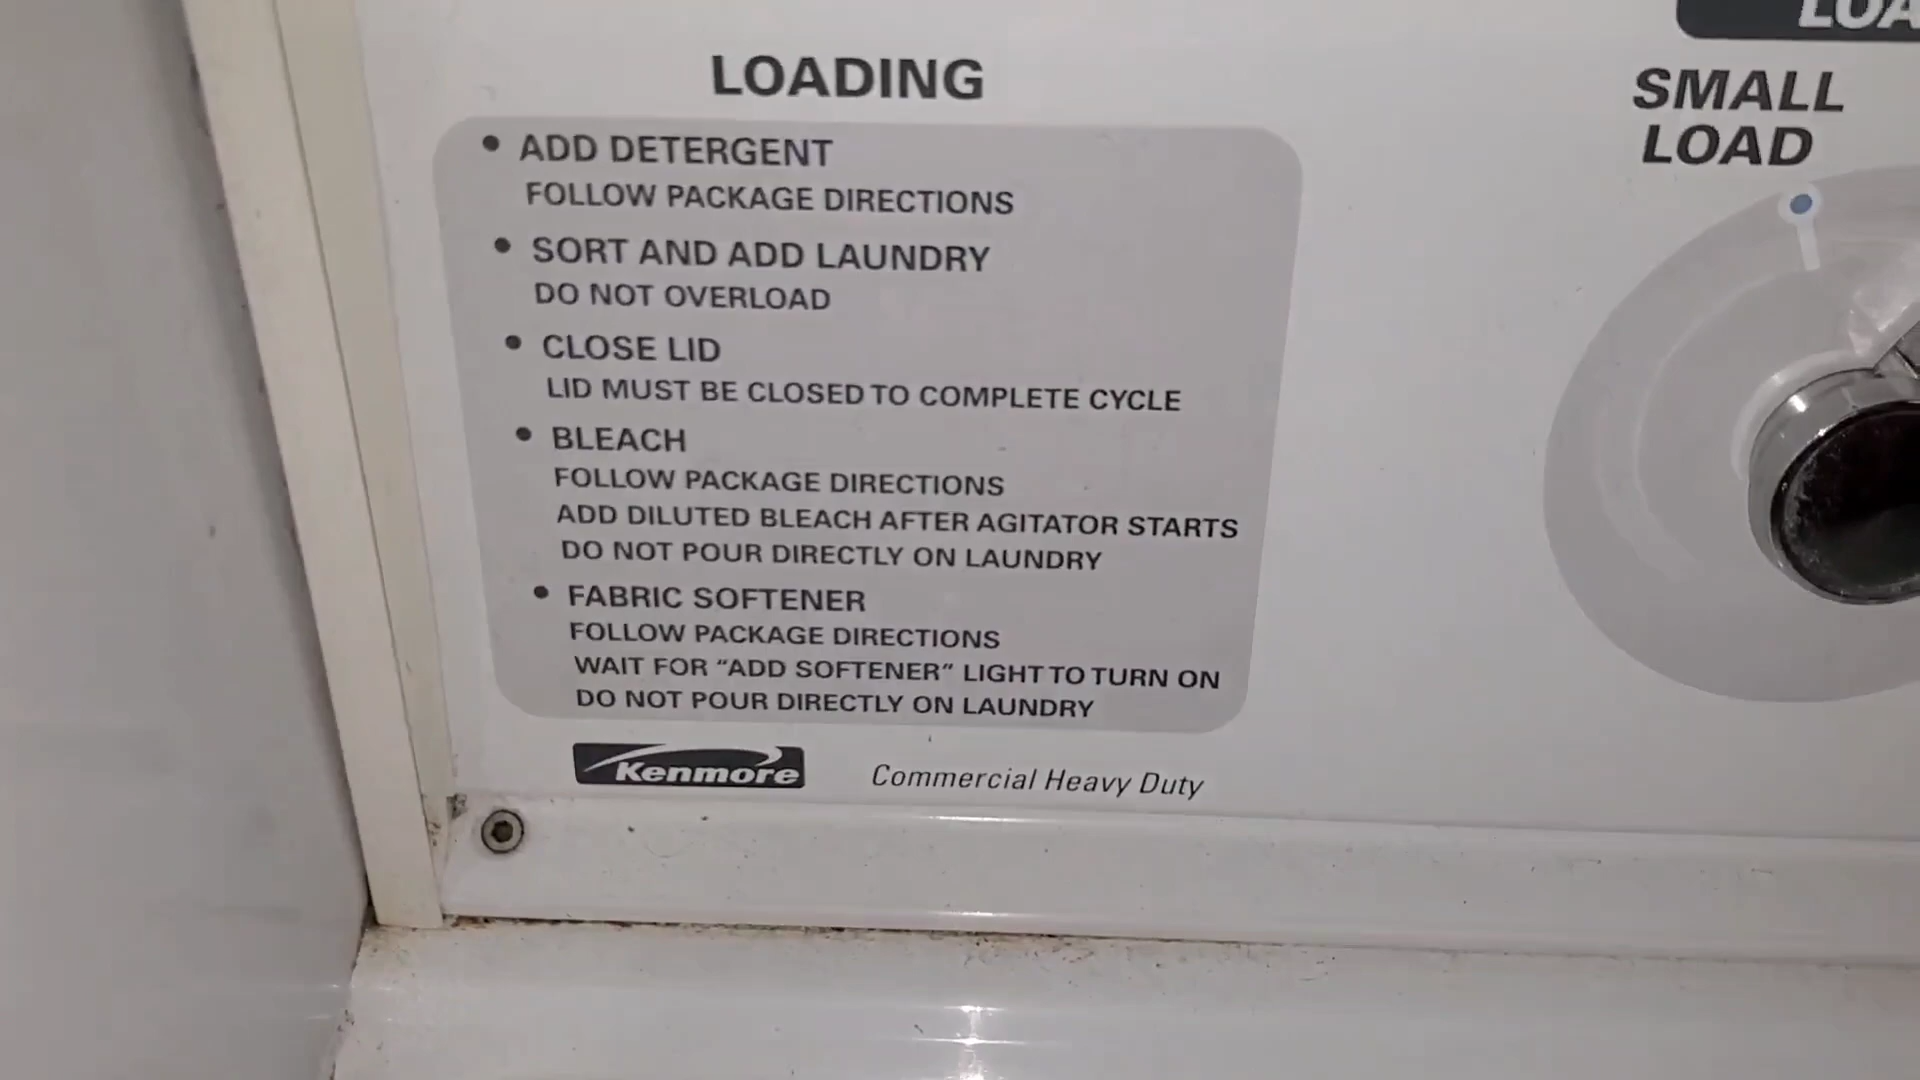 LOADING
• ADD DETERGENT
FOLLOW PACKAGE DIRECTIONS
• SORT AND ADD LAUNDRY
DO NOT OVERLOAD
• CLOSE LID
LID MUST BE CLOSED TO COMPLETE CYCLE
• BLEACH
FOLLOW PACKAGE DIRECTIONS
ADD DILUTED BLEACH AFTER AGITATOR STARTS
DO NOT POUR DIRECTLY ON LAUNDRY
• FABRIC SOFTENER
FOLLOW PACKAGE DIRECTIONS
WAIT FOR “ADD SOFTENER” LIGHT TO TURN ON
DO NOT POUR DIRECTLY ON LAUNDRY
Kenmore Commercial Heavy Duty
SMALL
LOAD